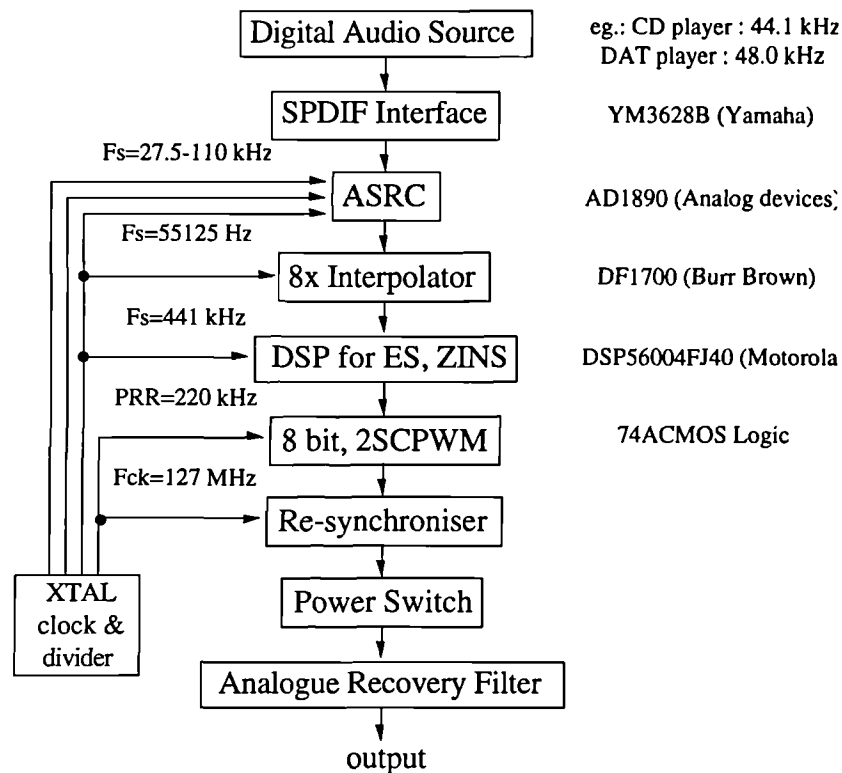 Digital Audio Source
eg.: CD player : 44.1 kHz
DAT player : 48.0 kHz
SPDIF Interface
YM3628B (Yamaha)
Fs=27.5-110 kHz
ASRC
AD1890 (Analog devices)
Fs=55125 Hz
8x Interpolator
DF1700 (Burr Brown)
Fs=441 kHz
DSP for ES, ZINS
DSP56004FJ40 (Motorola
PRR=220 kHz
8 bit, 2SCPWM
74ACMOS Logic
Fck=127 MHz
Re-synchroniser
XTAL
clock &
divider
Power Switch
Analogue Recovery Filter
output